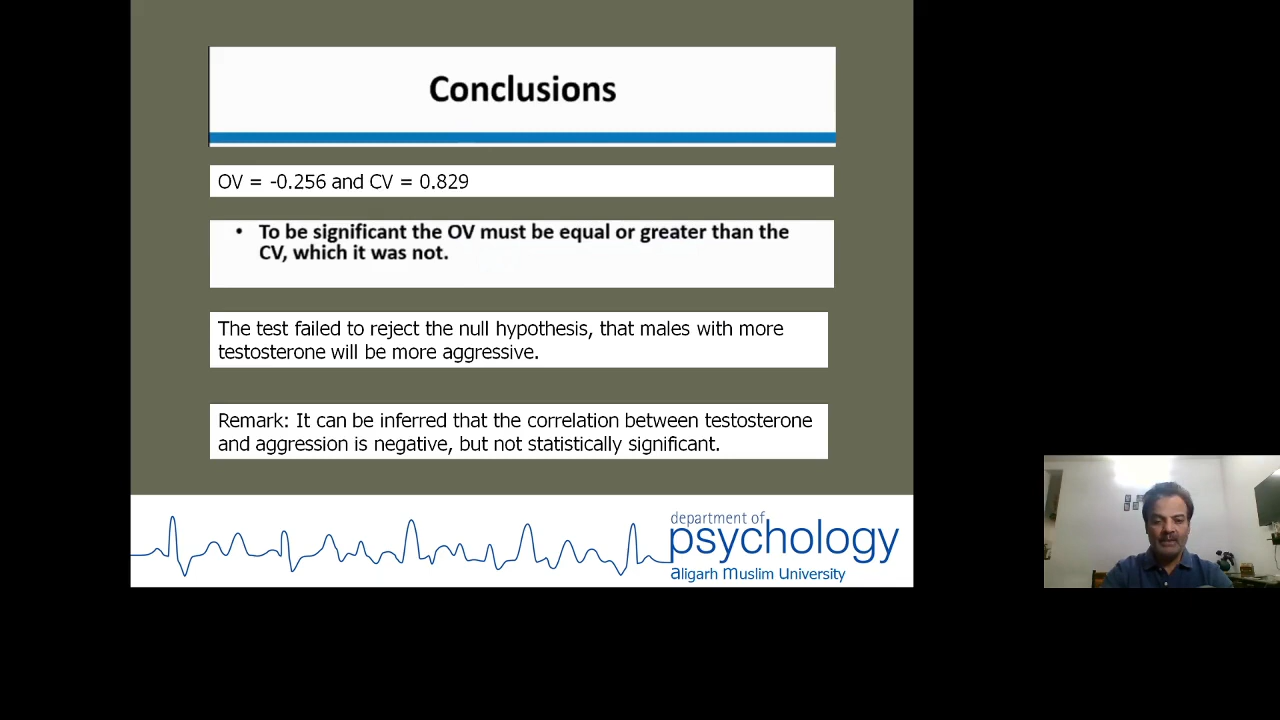 Conclusions
OV = -0.256 and CV = 0.829
• To be significant the OV must be equal or greater than the
CV, which it was not.
The test failed to reject the null hypothesis, that males with more
testosterone will be more aggressive.
Remark: It can be inferred that the correlation between testosterone
and aggression is negative, but not statistically significant.
department of
psychology
aligarh muslim university